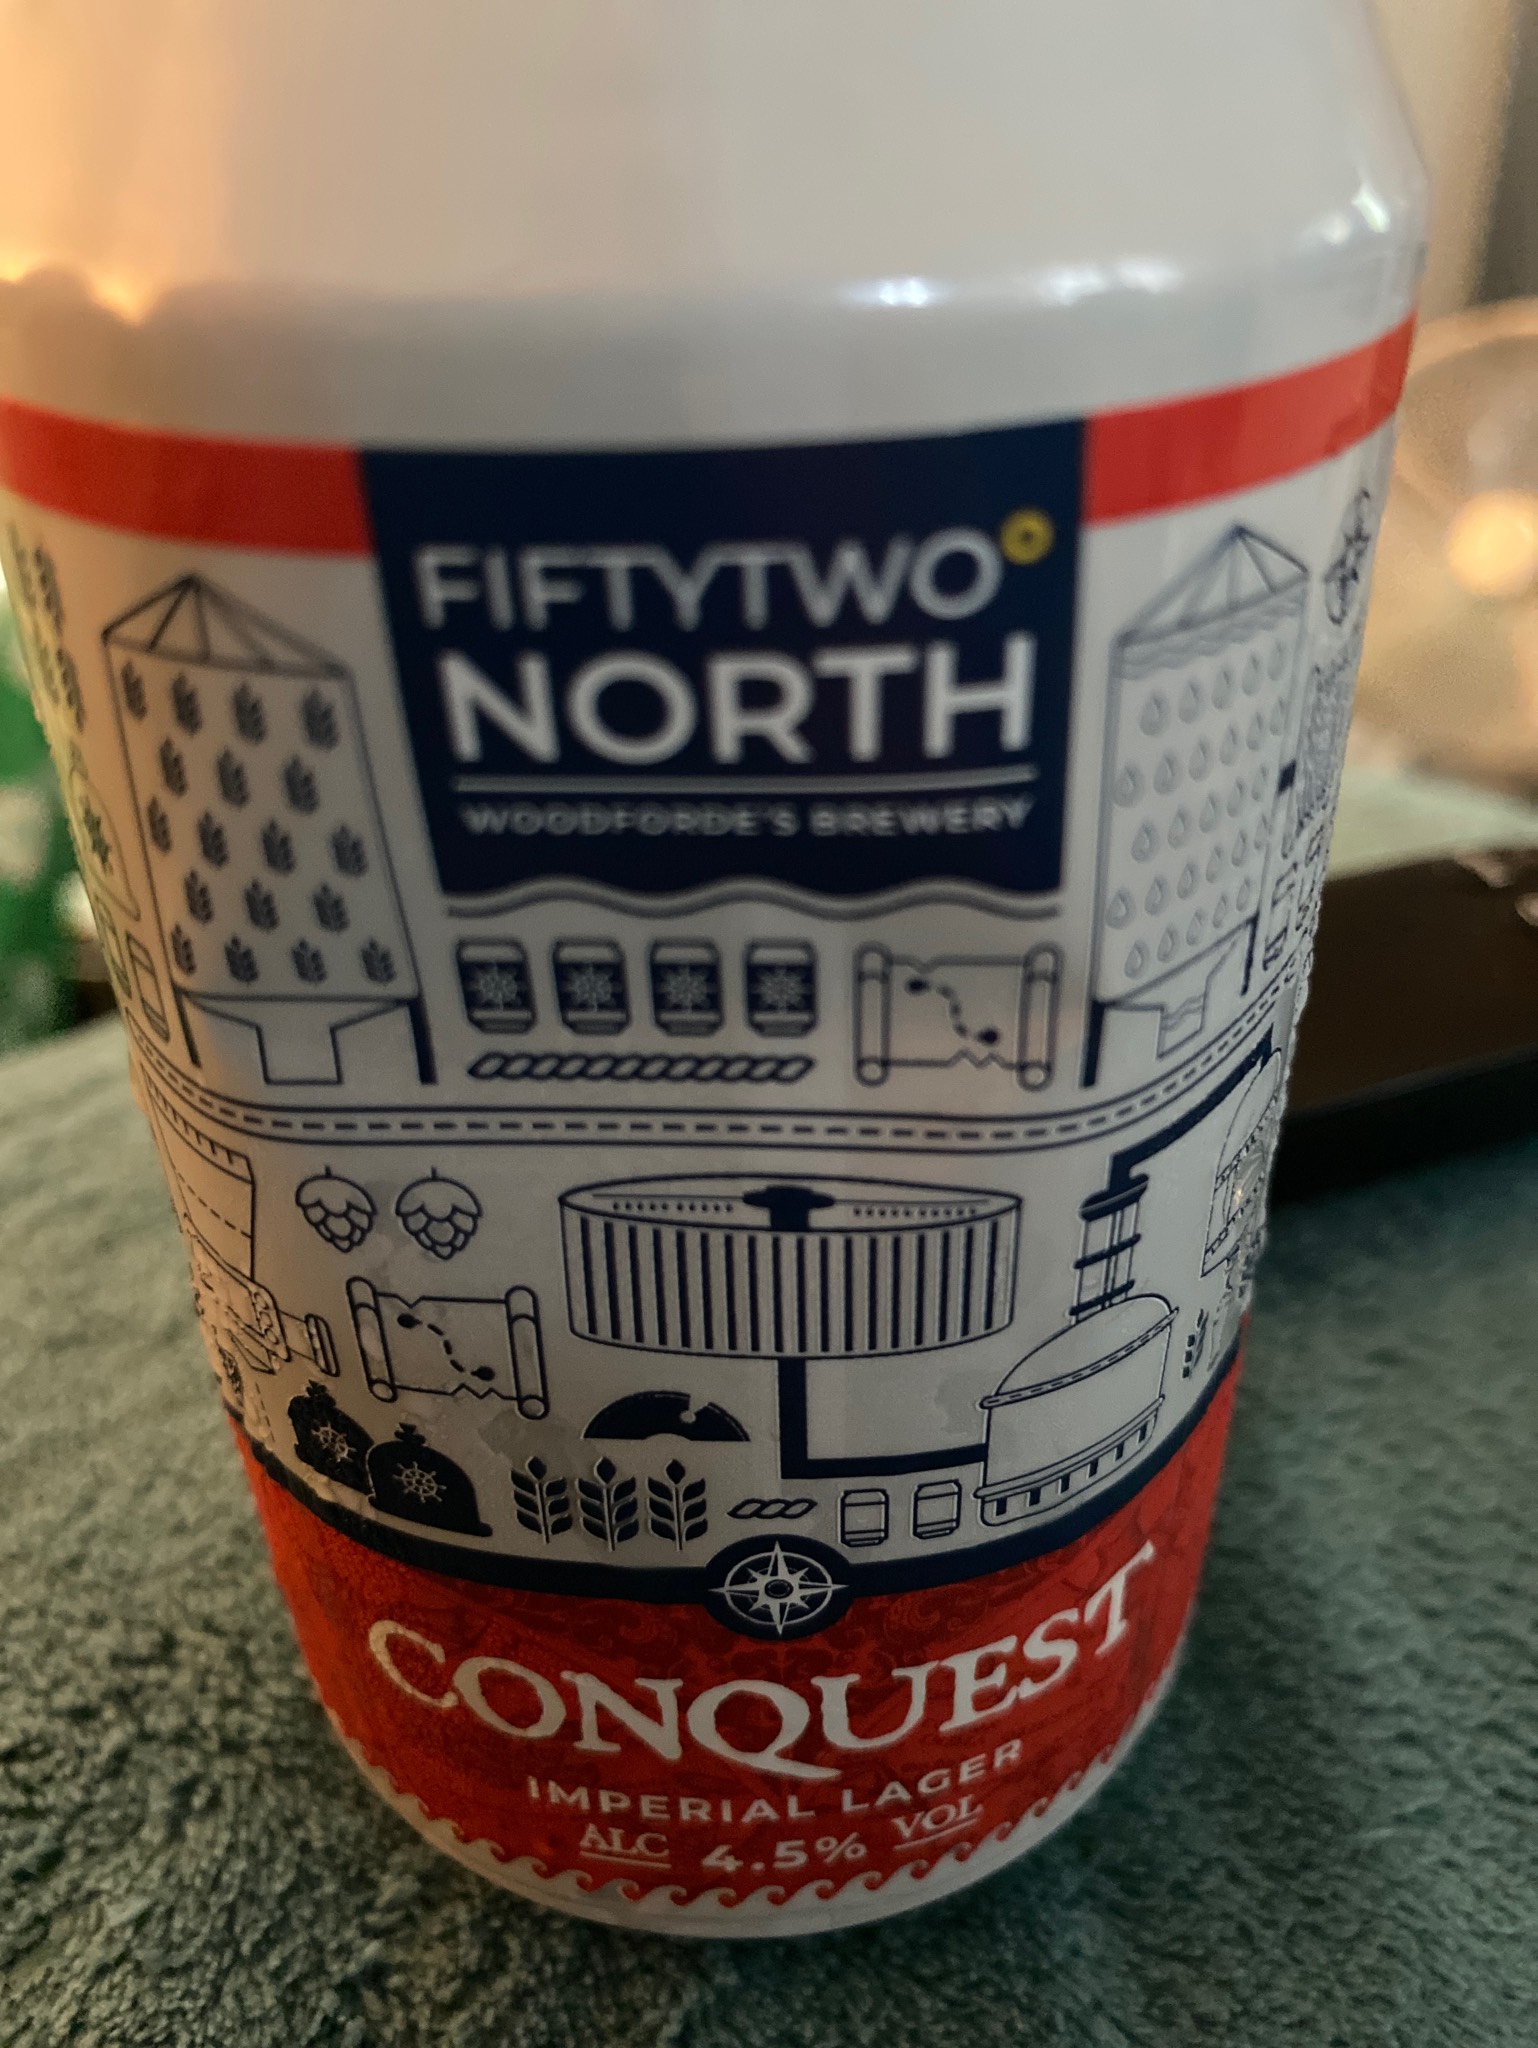 FIFTYTWO°
NORTH
WOODFORDE'S BREWERY
CONQUEST
IMPERIAL LAGER
ALC 4.5% VOL